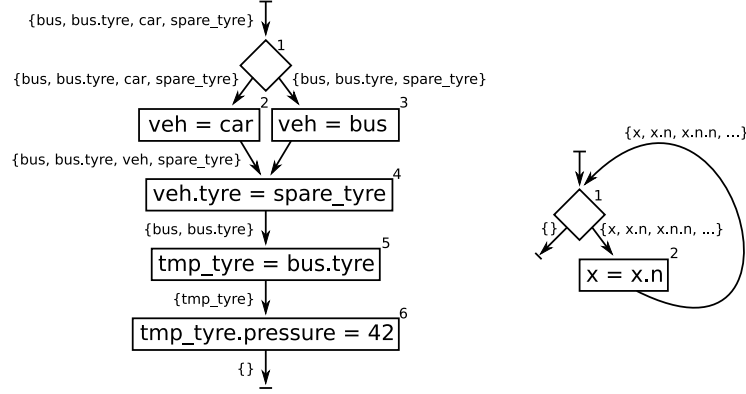 {bus, bus.tyre, car, spare_tyre}
1
{bus, bus.tyre, car, spare_tyre}
{bus, bus.tyre, spare_tyre}
2
veh = car
3
veh = bus
{bus, bus.tyre, veh, spare_tyre}
4
veh.tyre = spare_tyre
{bus, bus.tyre}
5
tmp_tyre = bus.tyre
{tmp_tyre}
6
tmp_tyre.pressure = 42
{}
{x, x.n, x.n.n, ...}
1
{}
{x, x.n, x.n.n, ...}
2
x = x.n